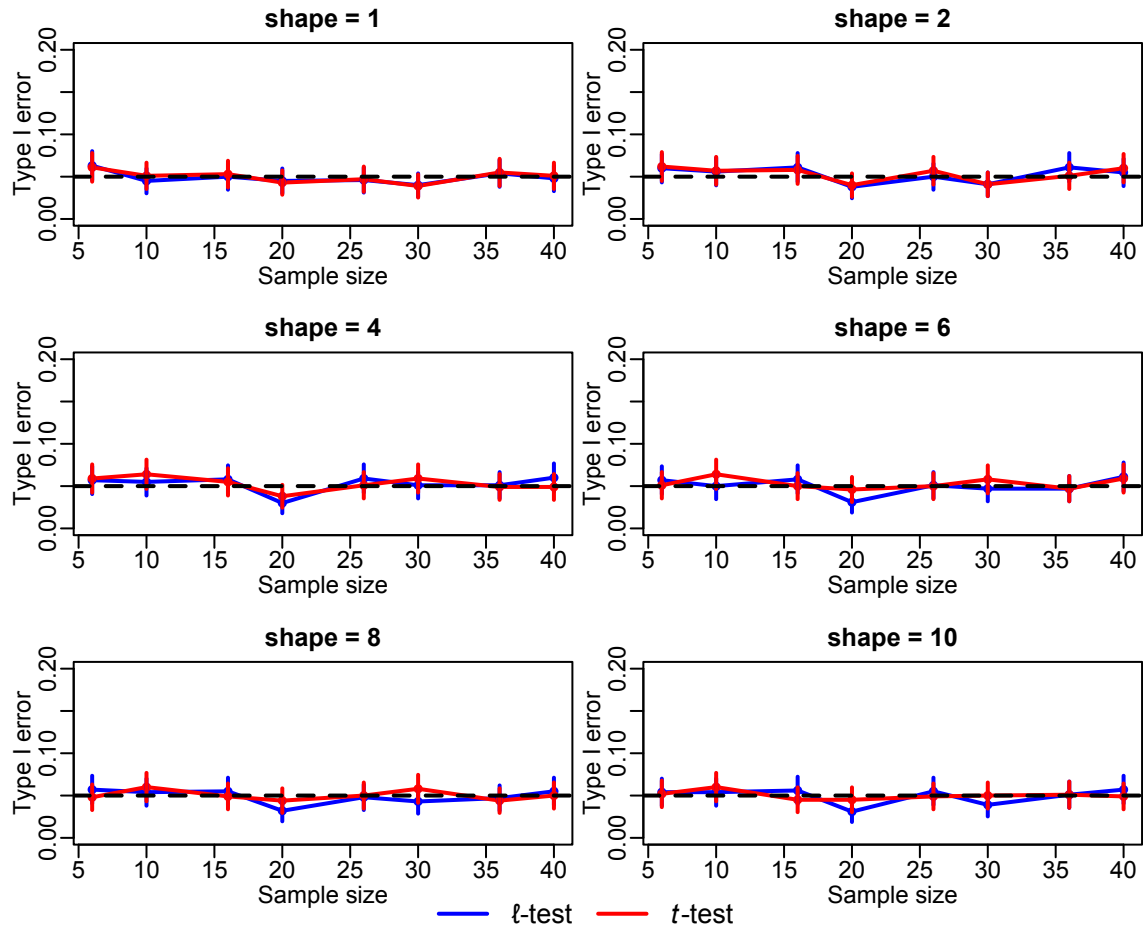 shape = 1
Type I error
0.00 0.10 0.20
5 10 15 20 25 30 35 40
Sample size
shape = 2
Type I error
0.00 0.10 0.20
5 10 15 20 25 30 35 40
Sample size
shape = 4
Type I error
0.00 0.10 0.20
5 10 15 20 25 30 35 40
Sample size
shape = 6
Type I error
0.00 0.10 0.20
5 10 15 20 25 30 35 40
Sample size
shape = 8
Type I error
0.00 0.10 0.20
5 10 15 20 25 30 35 40
Sample size
shape = 10
Type I error
0.00 0.10 0.20
5 10 15 20 25 30 35 40
Sample size
ℓ-test t-test